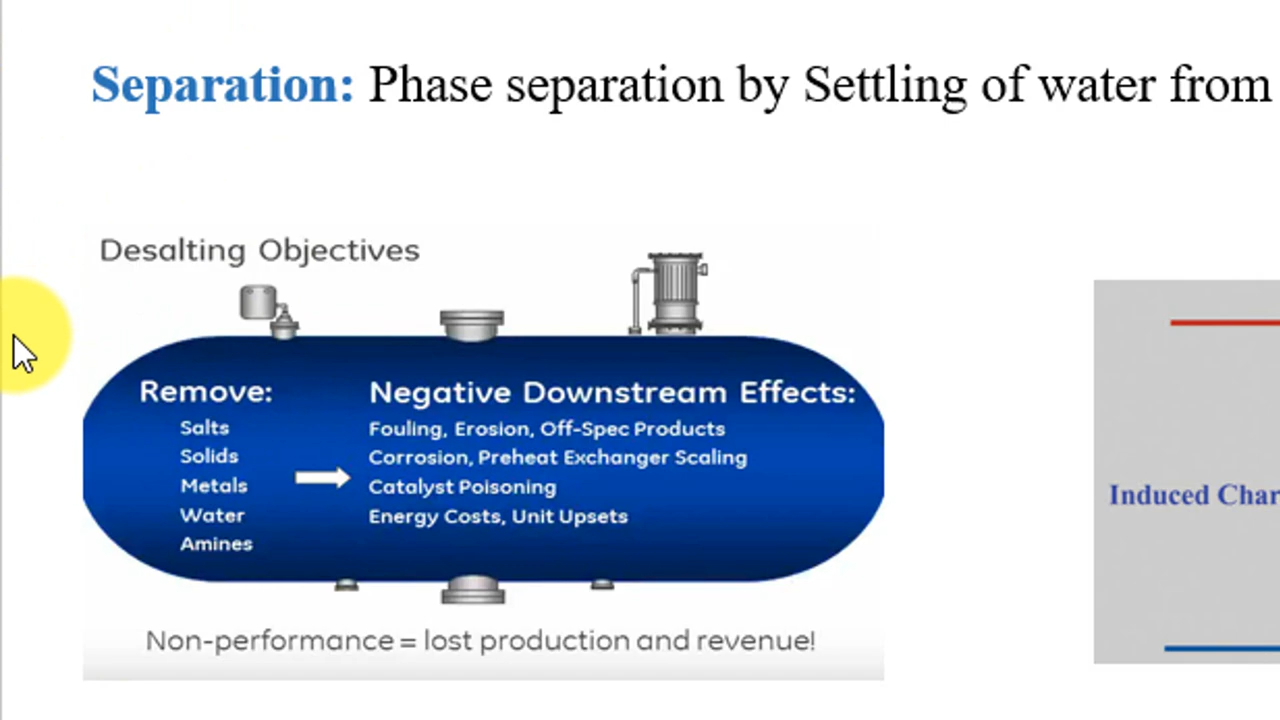 Separation: Phase separation by Settling of water from
Desalting Objectives
Remove:
Salts
Solids
Metals
Water
Amines
Negative Downstream Effects:
Fouling, Erosion, Off-Spec Products
Corrosion, Preheat Exchanger Scaling
Catalyst Poisoning
Energy Costs, Unit Upsets
Non-performance = lost production and revenue!
Induced Char